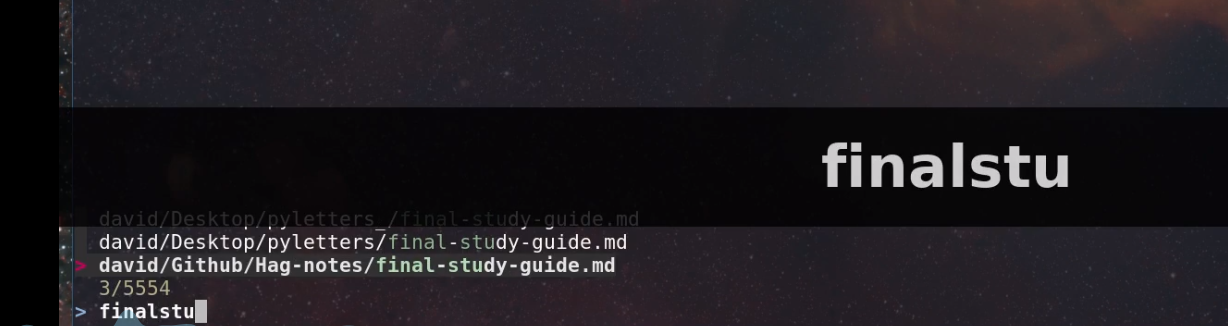 finalstu
david/Desktop/pyletters_/final-study-guide.md
david/Desktop/pyletters/final-study-guide.md
> david/Github/Hag-notes/final-study-guide.md
3/5554
> finalstu